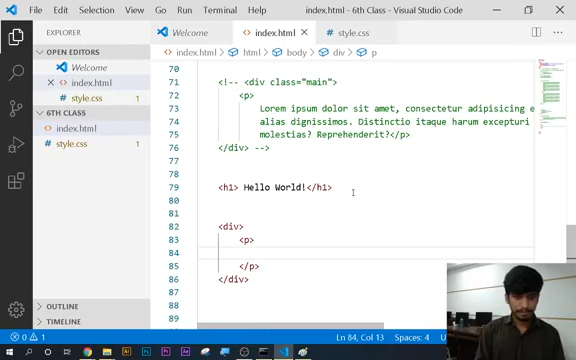 File Edit Selection View Go Run Terminal Help index.html - 6th Class - Visual Studio Code
EXPLORER
OPEN EDITORS
Welcome
index.html
style.css 1
6TH CLASS
index.html
style.css 1
OUTLINE
TIMELINE
Welcome index.html style.css
index.html > html > body > div > p
70
71 <!-- <div class="main">
72 <p>
73 Lorem ipsum dolor sit amet, consectetur adipisicing e
74 alias dignissimos. Distinctio itaque harum excepturi
75 molestias? Reprehenderit?</p>
76 </div> -->
77
78
79 <h1> Hello World!</h1>
80
81
82 <div>
83 <p>
84
85 </p>
86 </div>
87
88
0 1 Ln 84, Col 13 Spaces: 4